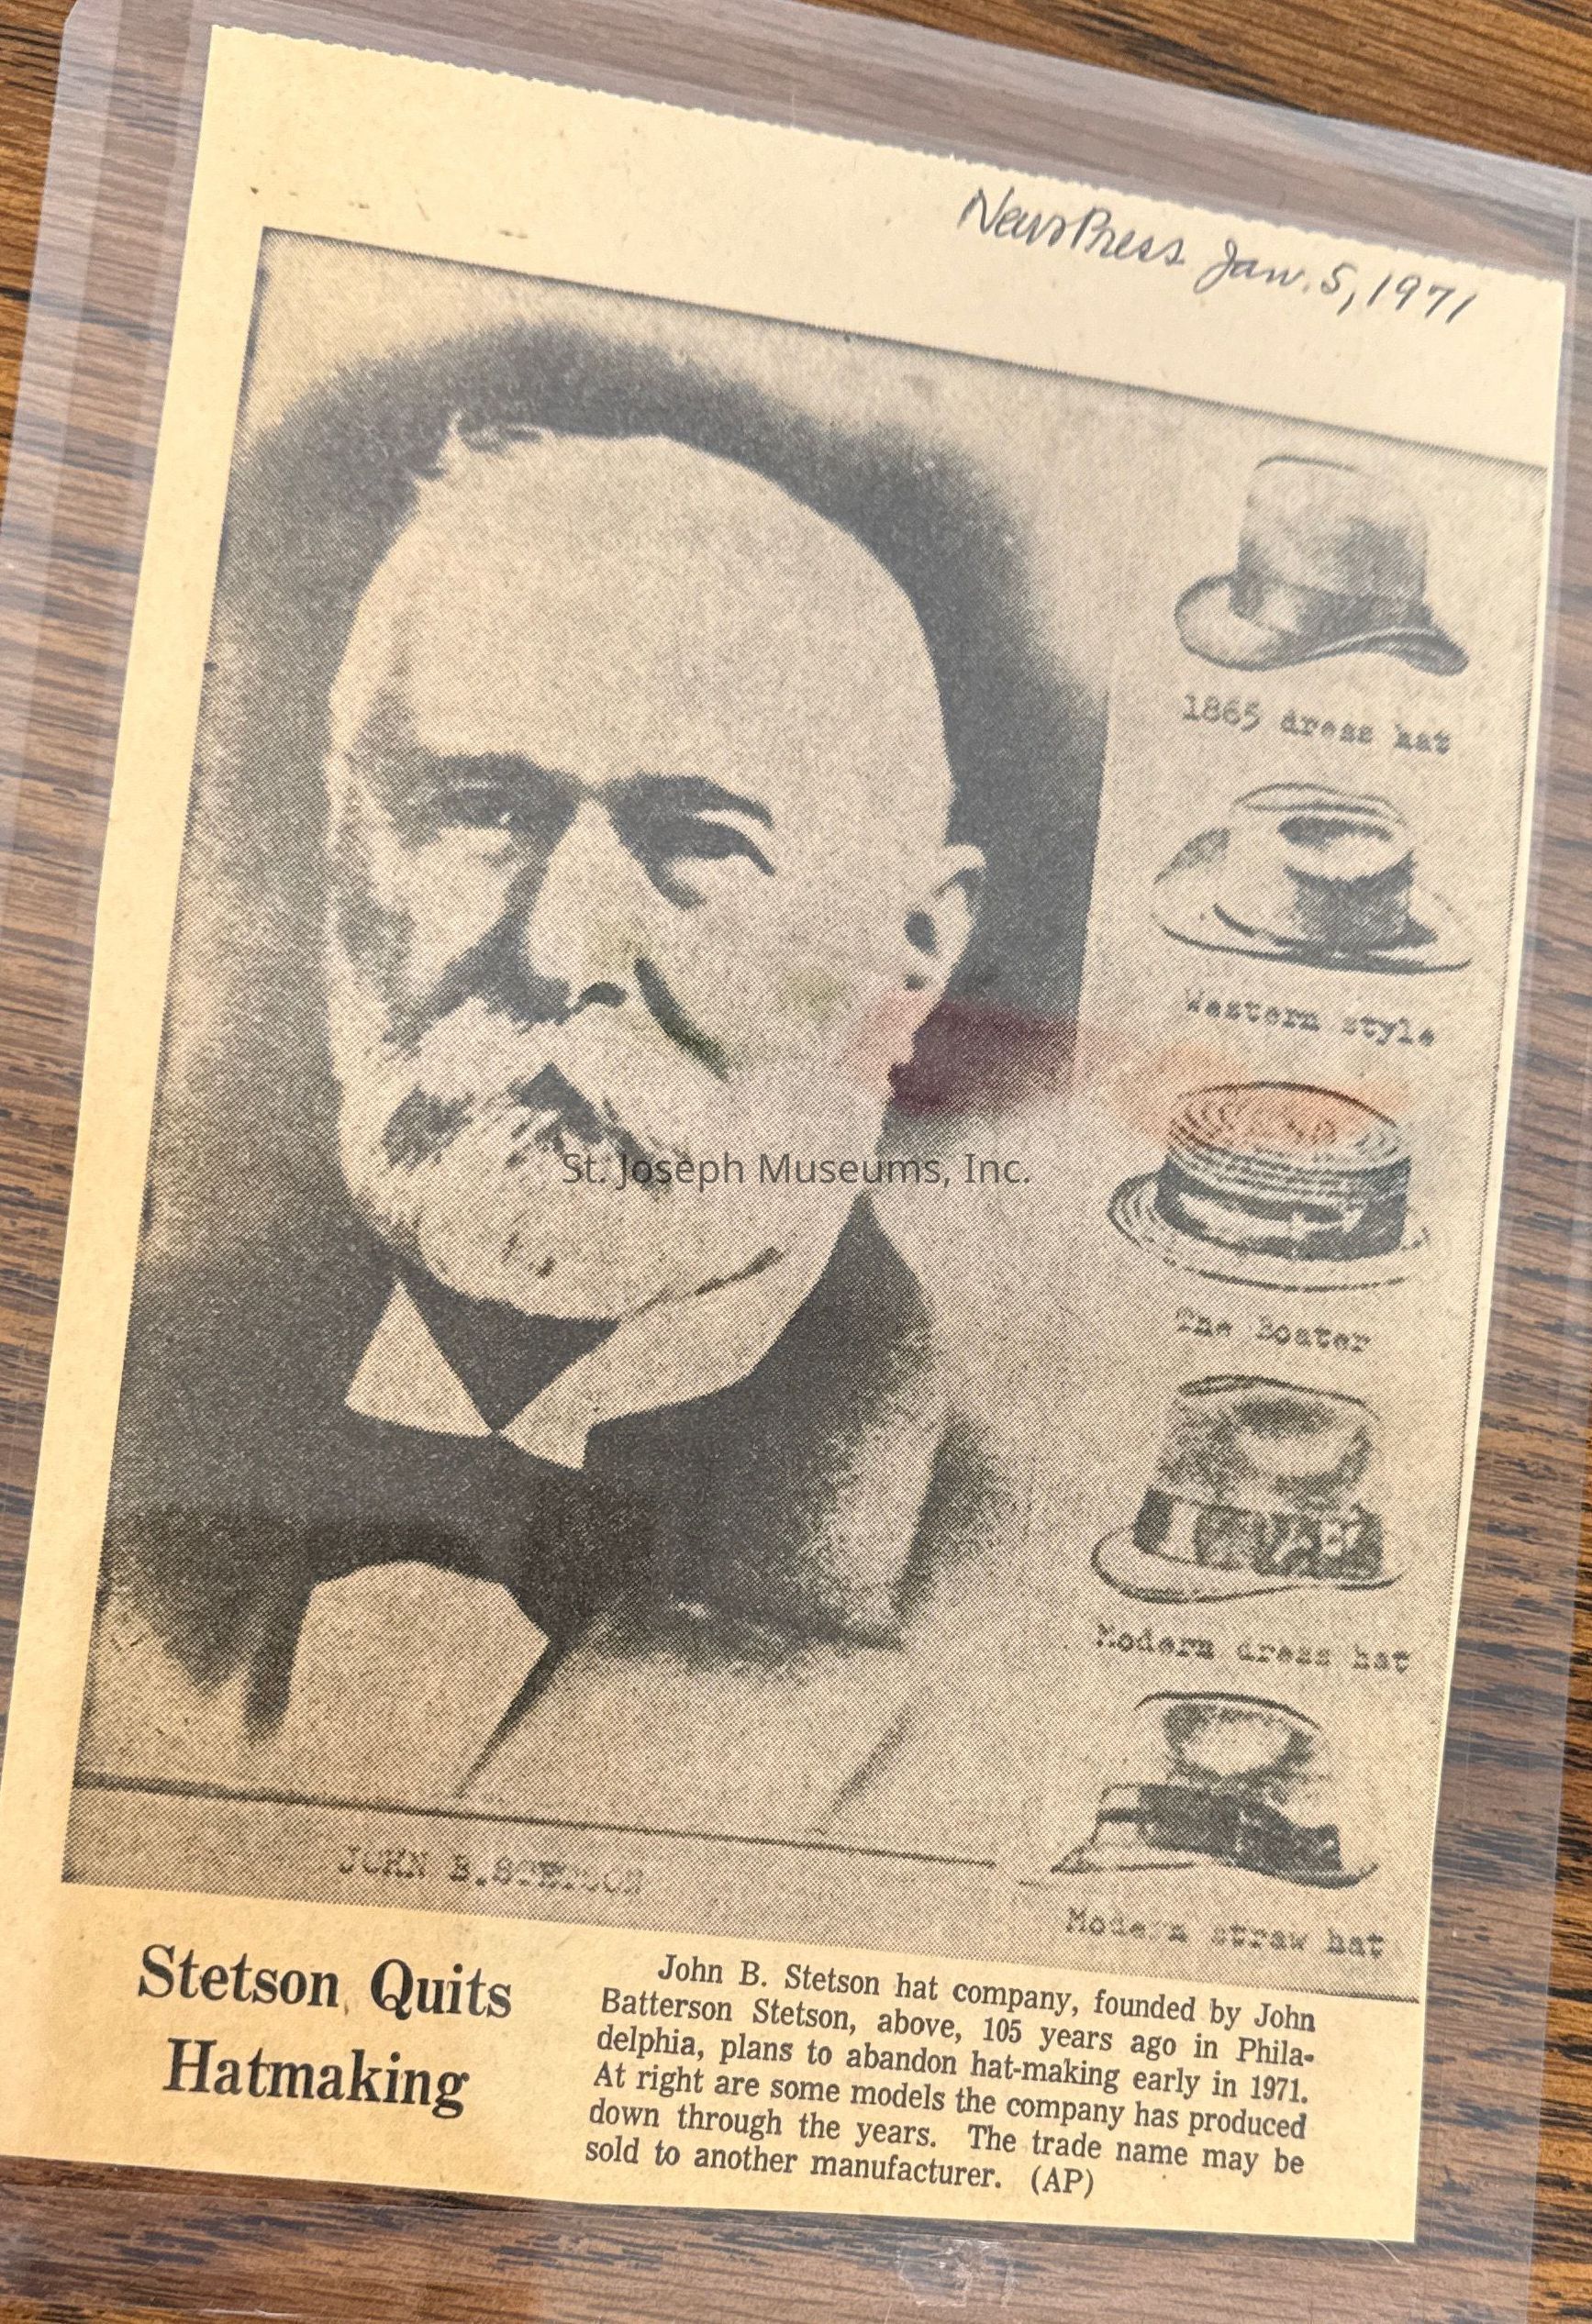 News Press Jan. 5, 1971
1865 dress hat
Western style
The Boater
Modern dress hat
Modern straw hat
JOHN B. STETSON
St. Joseph Museums, Inc.
Stetson Quits
Hatmaking
John B. Stetson hat company, founded by John
Batterson Stetson, above, 105 years ago in Phila-
delphia, plans to abandon hat-making early in 1971.
At right are some models the company has produced
down through the years. The trade name may be
sold to another manufacturer. (AP)